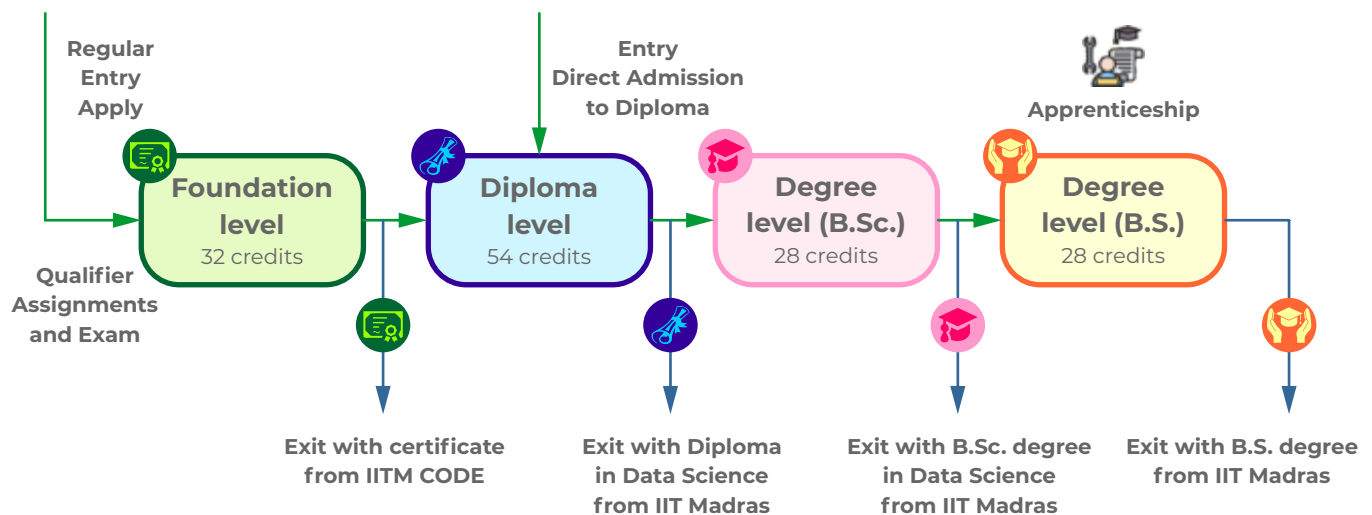 Regular
Entry
Apply
Entry
Direct Admission
to Diploma
Apprenticeship
Foundation
level
32 credits
Diploma
level
54 credits
Degree
level (B.Sc.)
28 credits
Degree
level (B.S.)
28 credits
Qualifier
Assignments
and Exam
Exit with certificate
from IITM CODE
Exit with Diploma
in Data Science
from IIT Madras
Exit with B.Sc. degree
in Data Science
from IIT Madras
Exit with B.S. degree
from IIT Madras